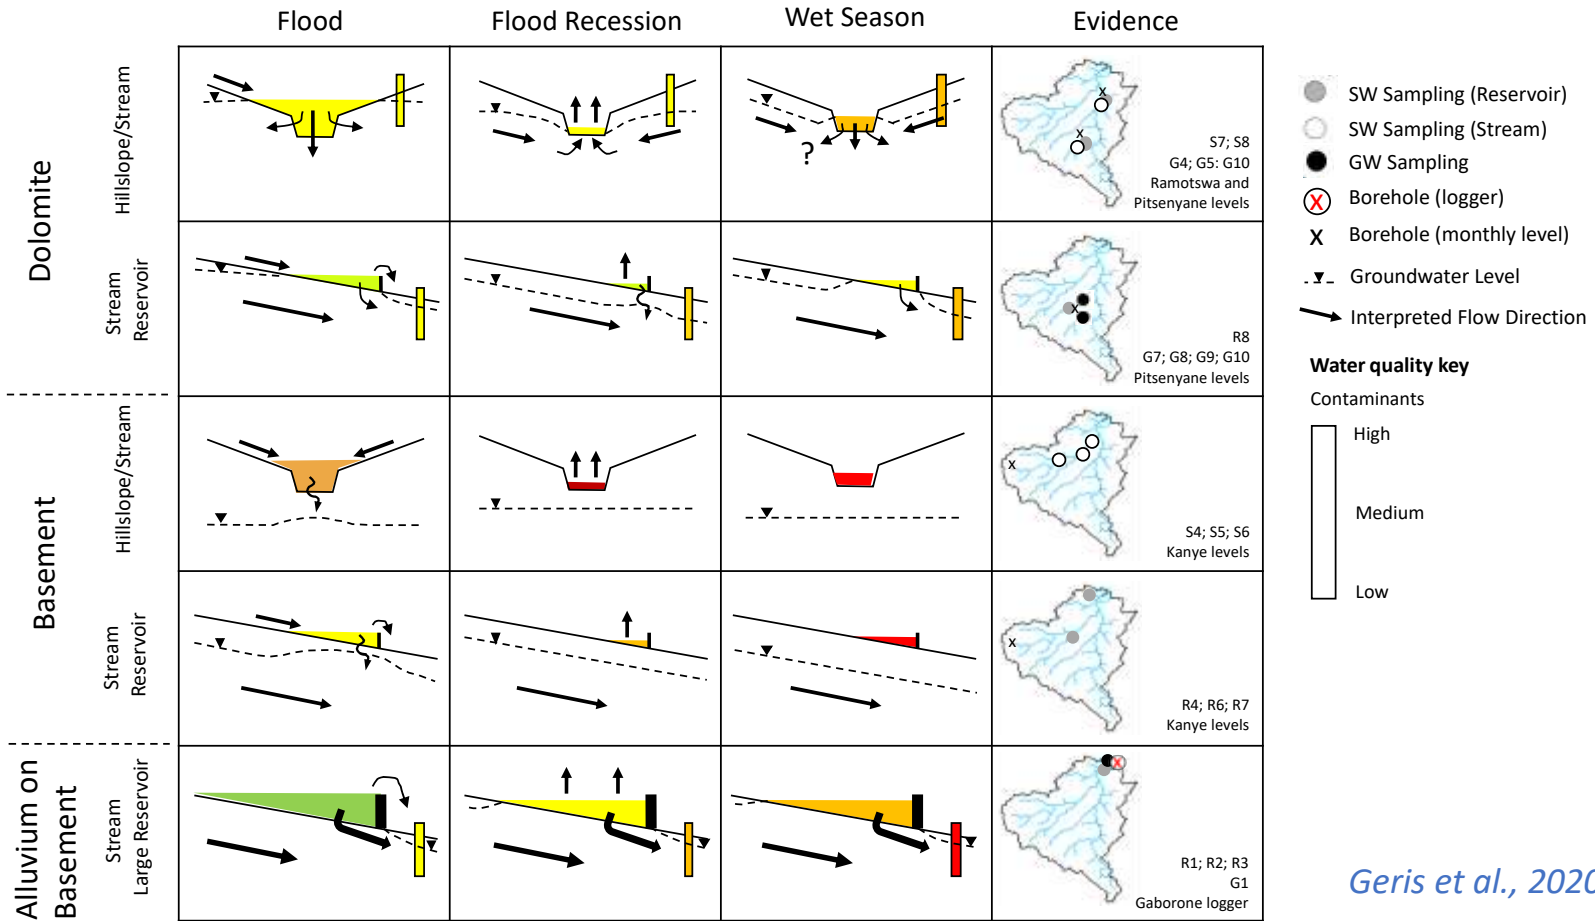 Flood
Flood Recession
Wet Season
Evidence
Dolomite
Hillslope/Stream
?
x
x
S7; S8
G4; G5: G10
Ramotswa and
Pitsenyane levels
Stream
Reservoir
x
R8
G7; G8; G9; G10
Pitsenyane levels
Basement
Hillslope/Stream
x
S4; S5; S6
Kanye levels
Stream
Reservoir
x
R4; R6; R7
Kanye levels
Alluvium on
Basement
Stream
Large Reservoir
X
R1; R2; R3
G1
Gaborone logger
SW Sampling (Reservoir)
SW Sampling (Stream)
GW Sampling
X Borehole (logger)
x Borehole (monthly level)
Groundwater Level
Interpreted Flow Direction
Water quality key
Contaminants
High
Medium
Low
Geris et al., 2020